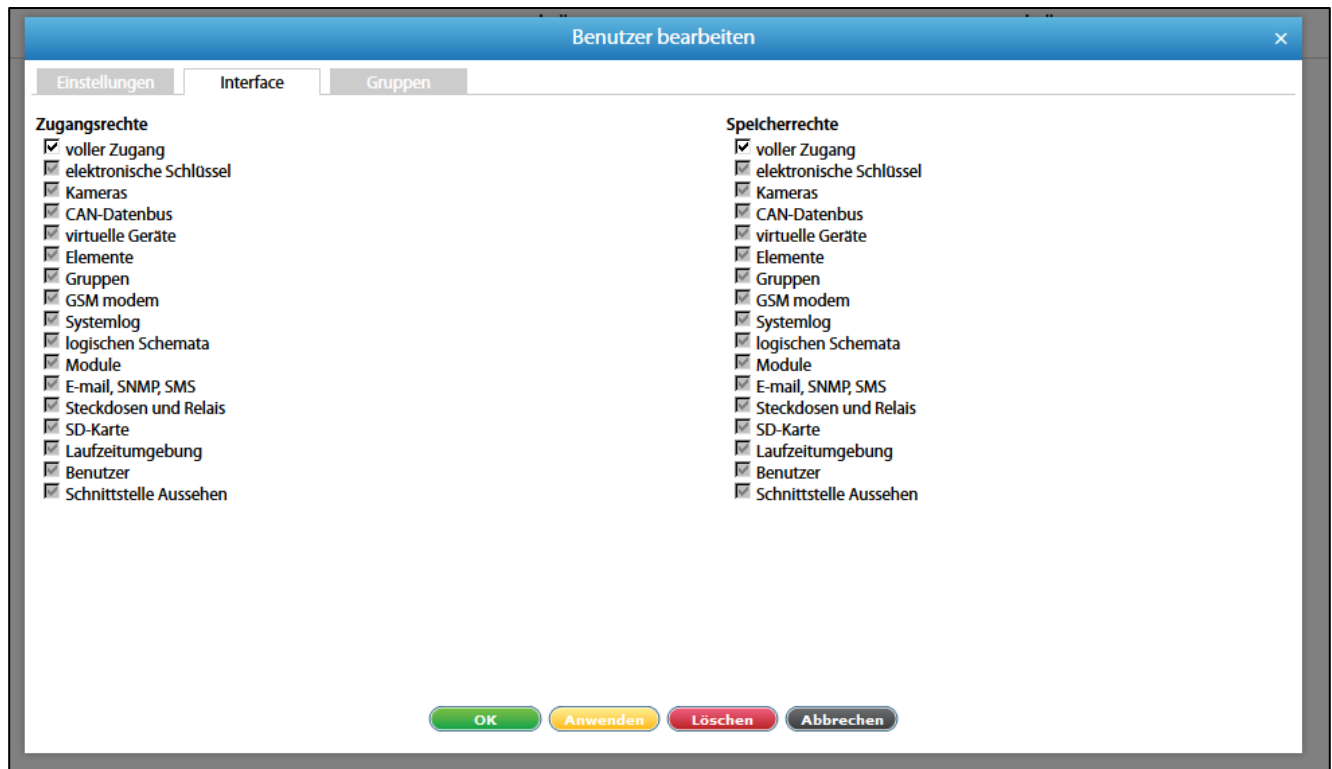 Benutzer bearbeiten ×
Einstellungen Interface Gruppen
Zugangsrechte
voller Zugang
elektronische Schlüssel
Kameras
CAN-Datenbus
virtuelle Geräte
Elemente
Gruppen
GSM modem
Systemlog
logischen Schemata
Module
E-mail, SNMP, SMS
Steckdosen und Relais
SD-Karte
Laufzeitumgebung
Benutzer
Schnittstelle Aussehen
Speicherrechte
voller Zugang
elektronische Schlüssel
Kameras
CAN-Datenbus
virtuelle Geräte
Elemente
Gruppen
GSM modem
Systemlog
logischen Schemata
Module
E-mail, SNMP, SMS
Steckdosen und Relais
SD-Karte
Laufzeitumgebung
Benutzer
Schnittstelle Aussehen
OK Anwenden Löschen Abbrechen